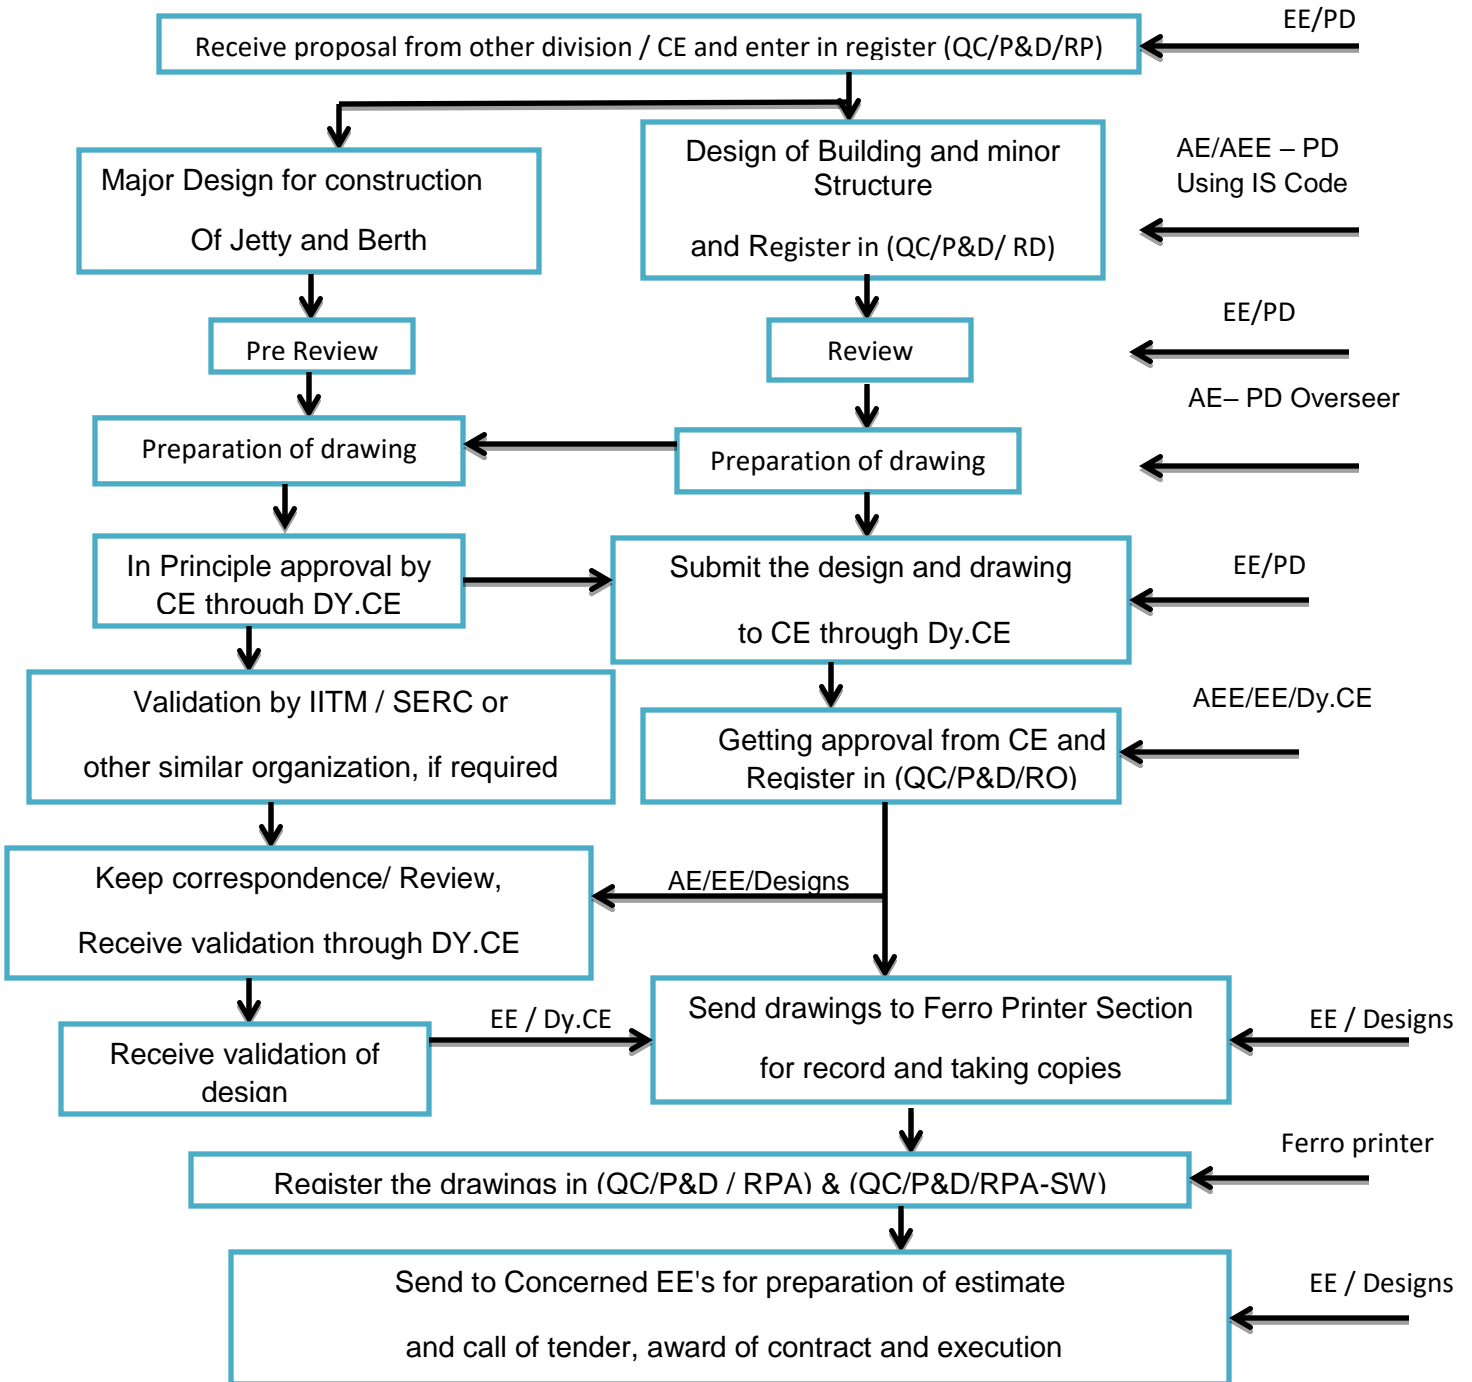 EE/PD
Receive proposal from other division / CE and enter in register (QC/P&D/RP)
Major Design for construction
Of Jetty and Berth
Design of Building and minor
Structure
and Register in (QC/P&D/ RD)
AE/AEE – PD
Using IS Code
Pre Review
Review
EE/PD
AE– PD Overseer
Preparation of drawing
Preparation of drawing
In Principle approval by
CE through DY.CE
Submit the design and drawing
to CE through Dy.CE
EE/PD
Validation by IITM / SERC or
other similar organization, if required
Getting approval from CE and
Register in (QC/P&D/RO)
AEE/EE/Dy.CE
Keep correspondence/ Review,
Receive validation through DY.CE
AE/EE/Designs
Receive validation of
design
EE / Dy.CE
Send drawings to Ferro Printer Section
for record and taking copies
EE / Designs
Ferro printer
Register the drawings in (QC/P&D / RPA) & (QC/P&D/RPA-SW)
Send to Concerned EE's for preparation of estimate
and call of tender, award of contract and execution
EE / Designs